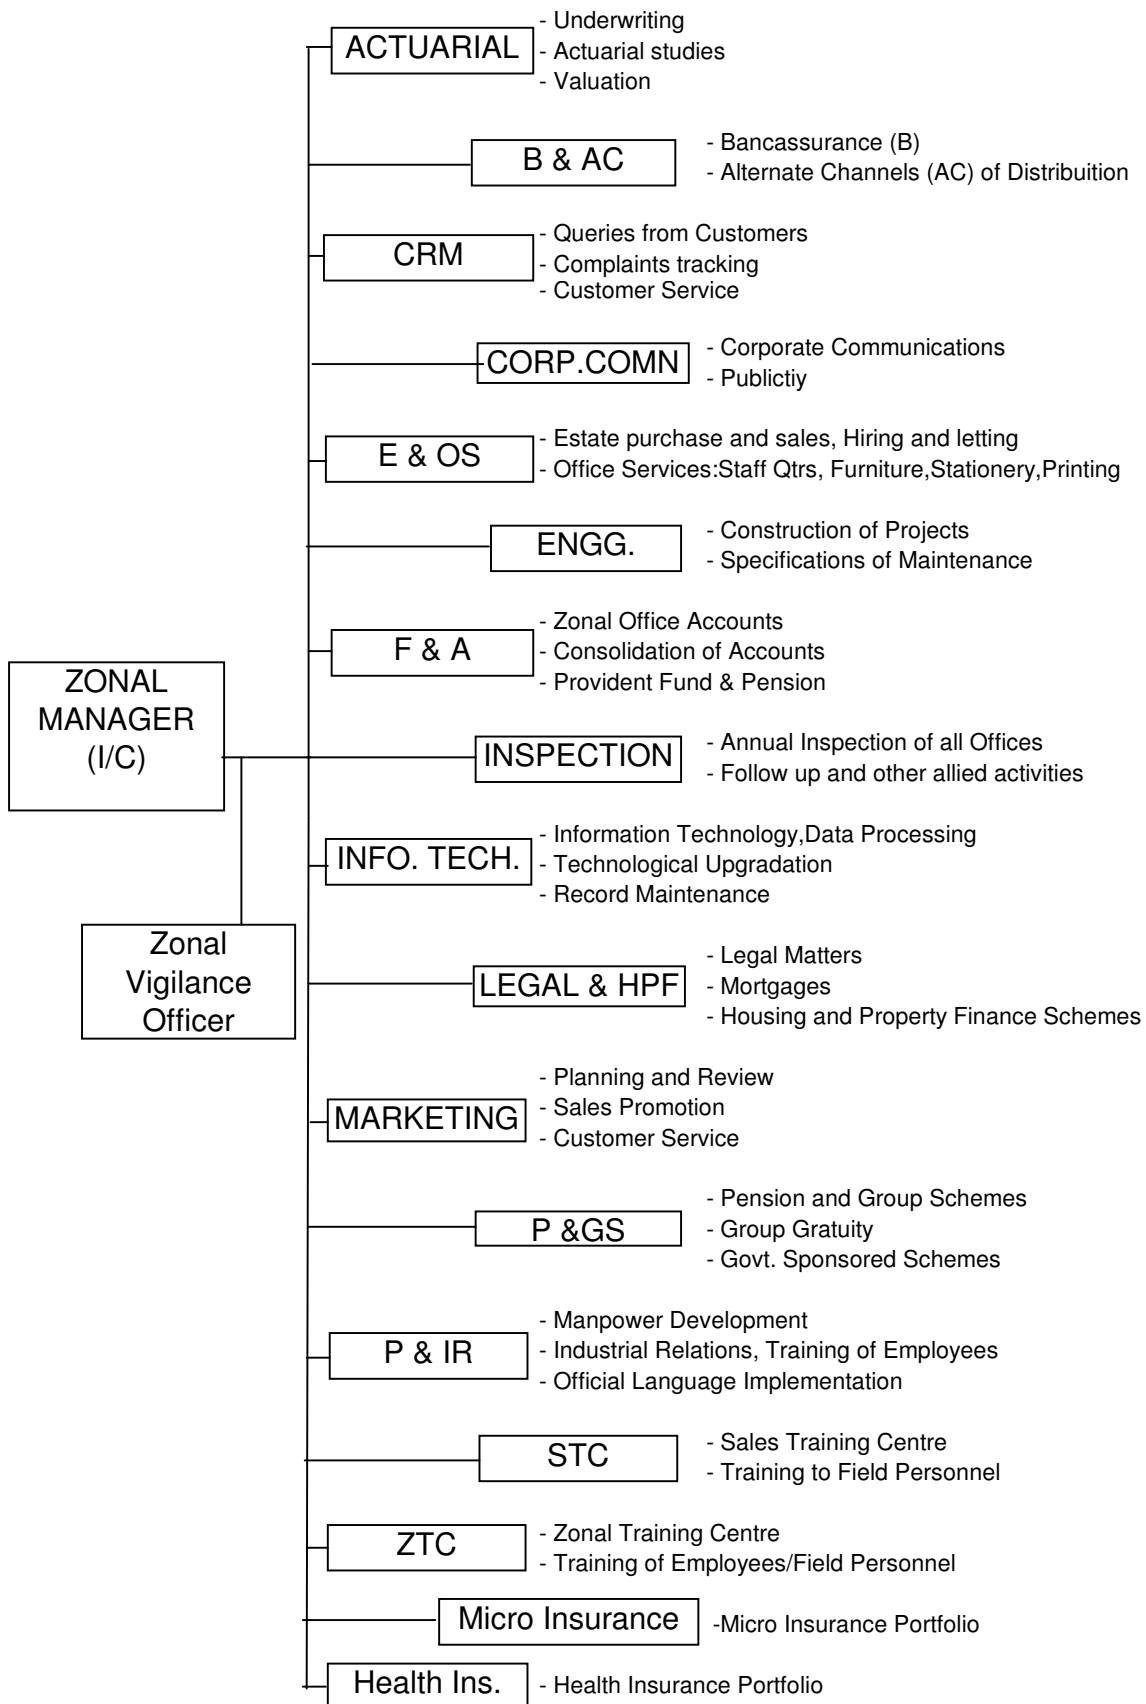 ACTUARIAL
- Underwriting
- Actuarial studies
- Valuation
B & AC
- Bancassurance (B)
- Alternate Channels (AC) of Distribuition
CRM
- Queries from Customers
- Complaints tracking
- Customer Service
CORP.COMN
- Corporate Communications
- Publictiy
E & OS
- Estate purchase and sales, Hiring and letting
- Office Services:Staff Qtrs, Furniture,Stationery,Printing
ENGG.
- Construction of Projects
- Specifications of Maintenance
F & A
- Zonal Office Accounts
- Consolidation of Accounts
- Provident Fund & Pension
ZONAL
MANAGER
(I/C)
INSPECTION
- Annual Inspection of all Offices
- Follow up and other allied activities
INFO. TECH.
- Information Technology,Data Processing
- Technological Upgradation
- Record Maintenance
Zonal
Vigilance
Officer
LEGAL & HPF
- Legal Matters
- Mortgages
- Housing and Property Finance Schemes
MARKETING
- Planning and Review
- Sales Promotion
- Customer Service
P &GS
- Pension and Group Schemes
- Group Gratuity
- Govt. Sponsored Schemes
P & IR
- Manpower Development
- Industrial Relations, Training of Employees
- Official Language Implementation
STC
- Sales Training Centre
- Training to Field Personnel
ZTC
- Zonal Training Centre
- Training of Employees/Field Personnel
Micro Insurance
-Micro Insurance Portfolio
Health Ins.
- Health Insurance Portfolio